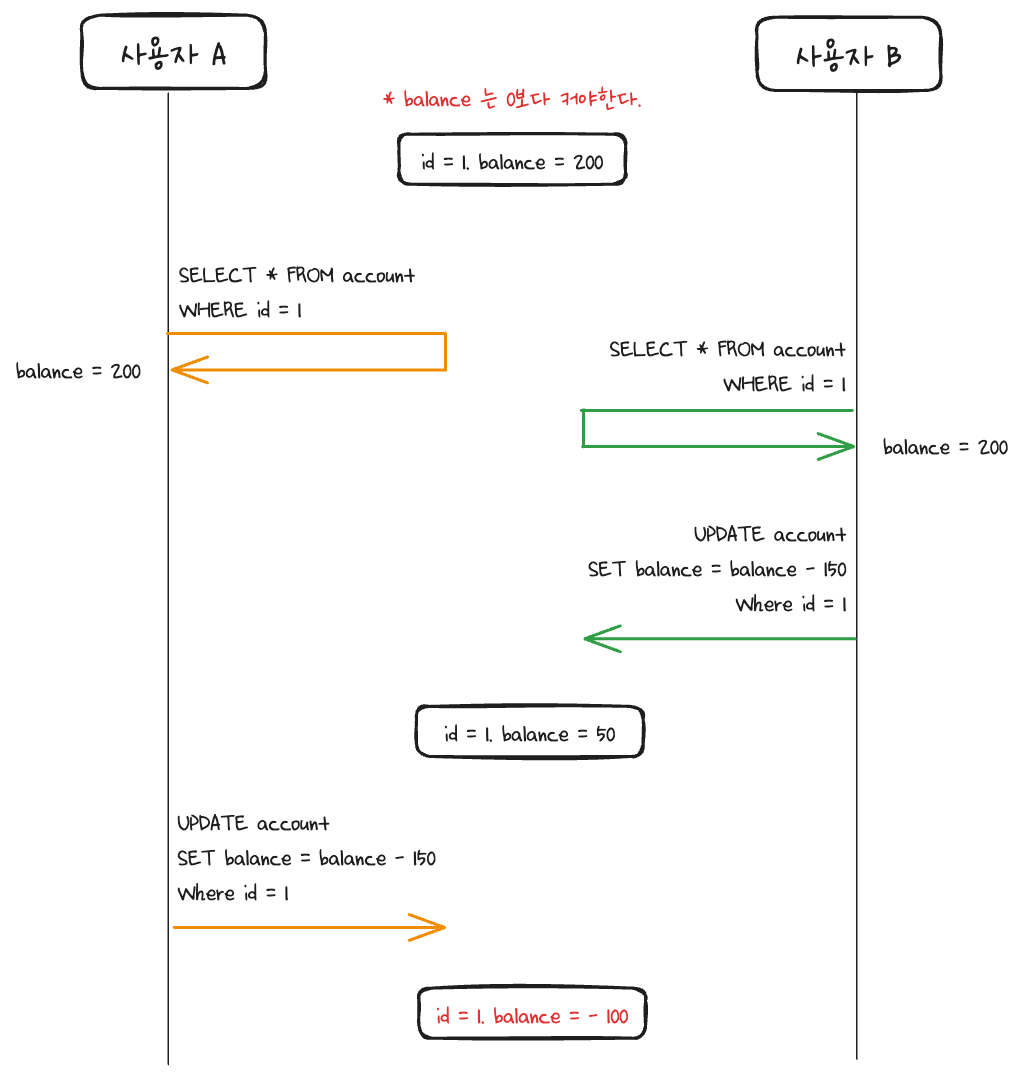 사용자 A
사용자 B
* balance 는 0보다 커야한다.
id = 1. balance = 200
SELECT * FROM account
WHERE id = 1
balance = 200
SELECT * FROM account
WHERE id = 1
balance = 200
UPDATE account
SET balance = balance - 150
Where id = 1
id = 1. balance = 50
UPDATE account
SET balance = balance - 150
Where id = 1
id = 1. balance = - 100